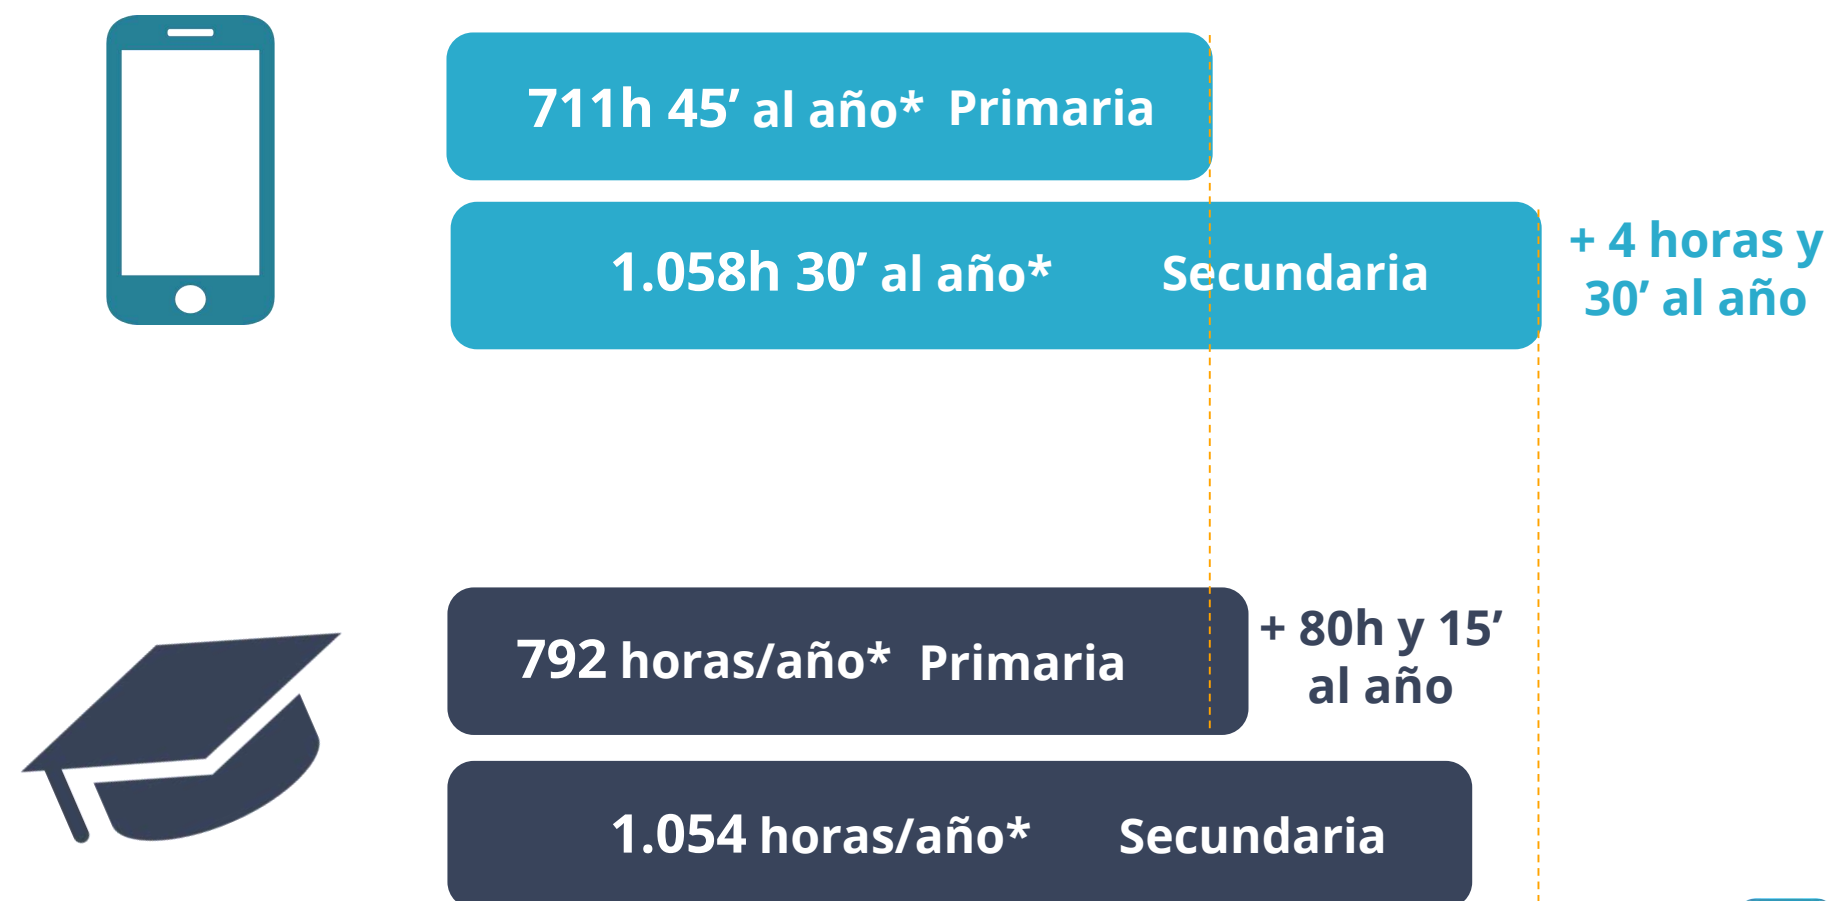 711h 45’ al año* Primaria
1.058h 30’ al año* Secundaria
+ 4 horas y
30’ al año
792 horas/año* Primaria
+ 80h y 15’
al año
1.054 horas/año* Secundaria